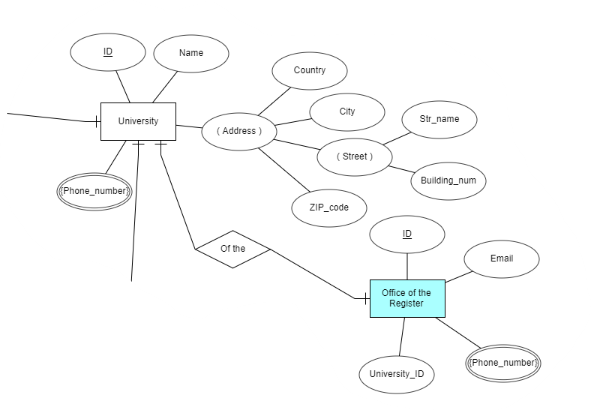 ID
Name
Country
City
Str_name
University
( Address )
( Street )
Building_num
{Phone_number}
ZIP_code
ID
Of the
Email
Office of the
Register
University_ID
{Phone_number}